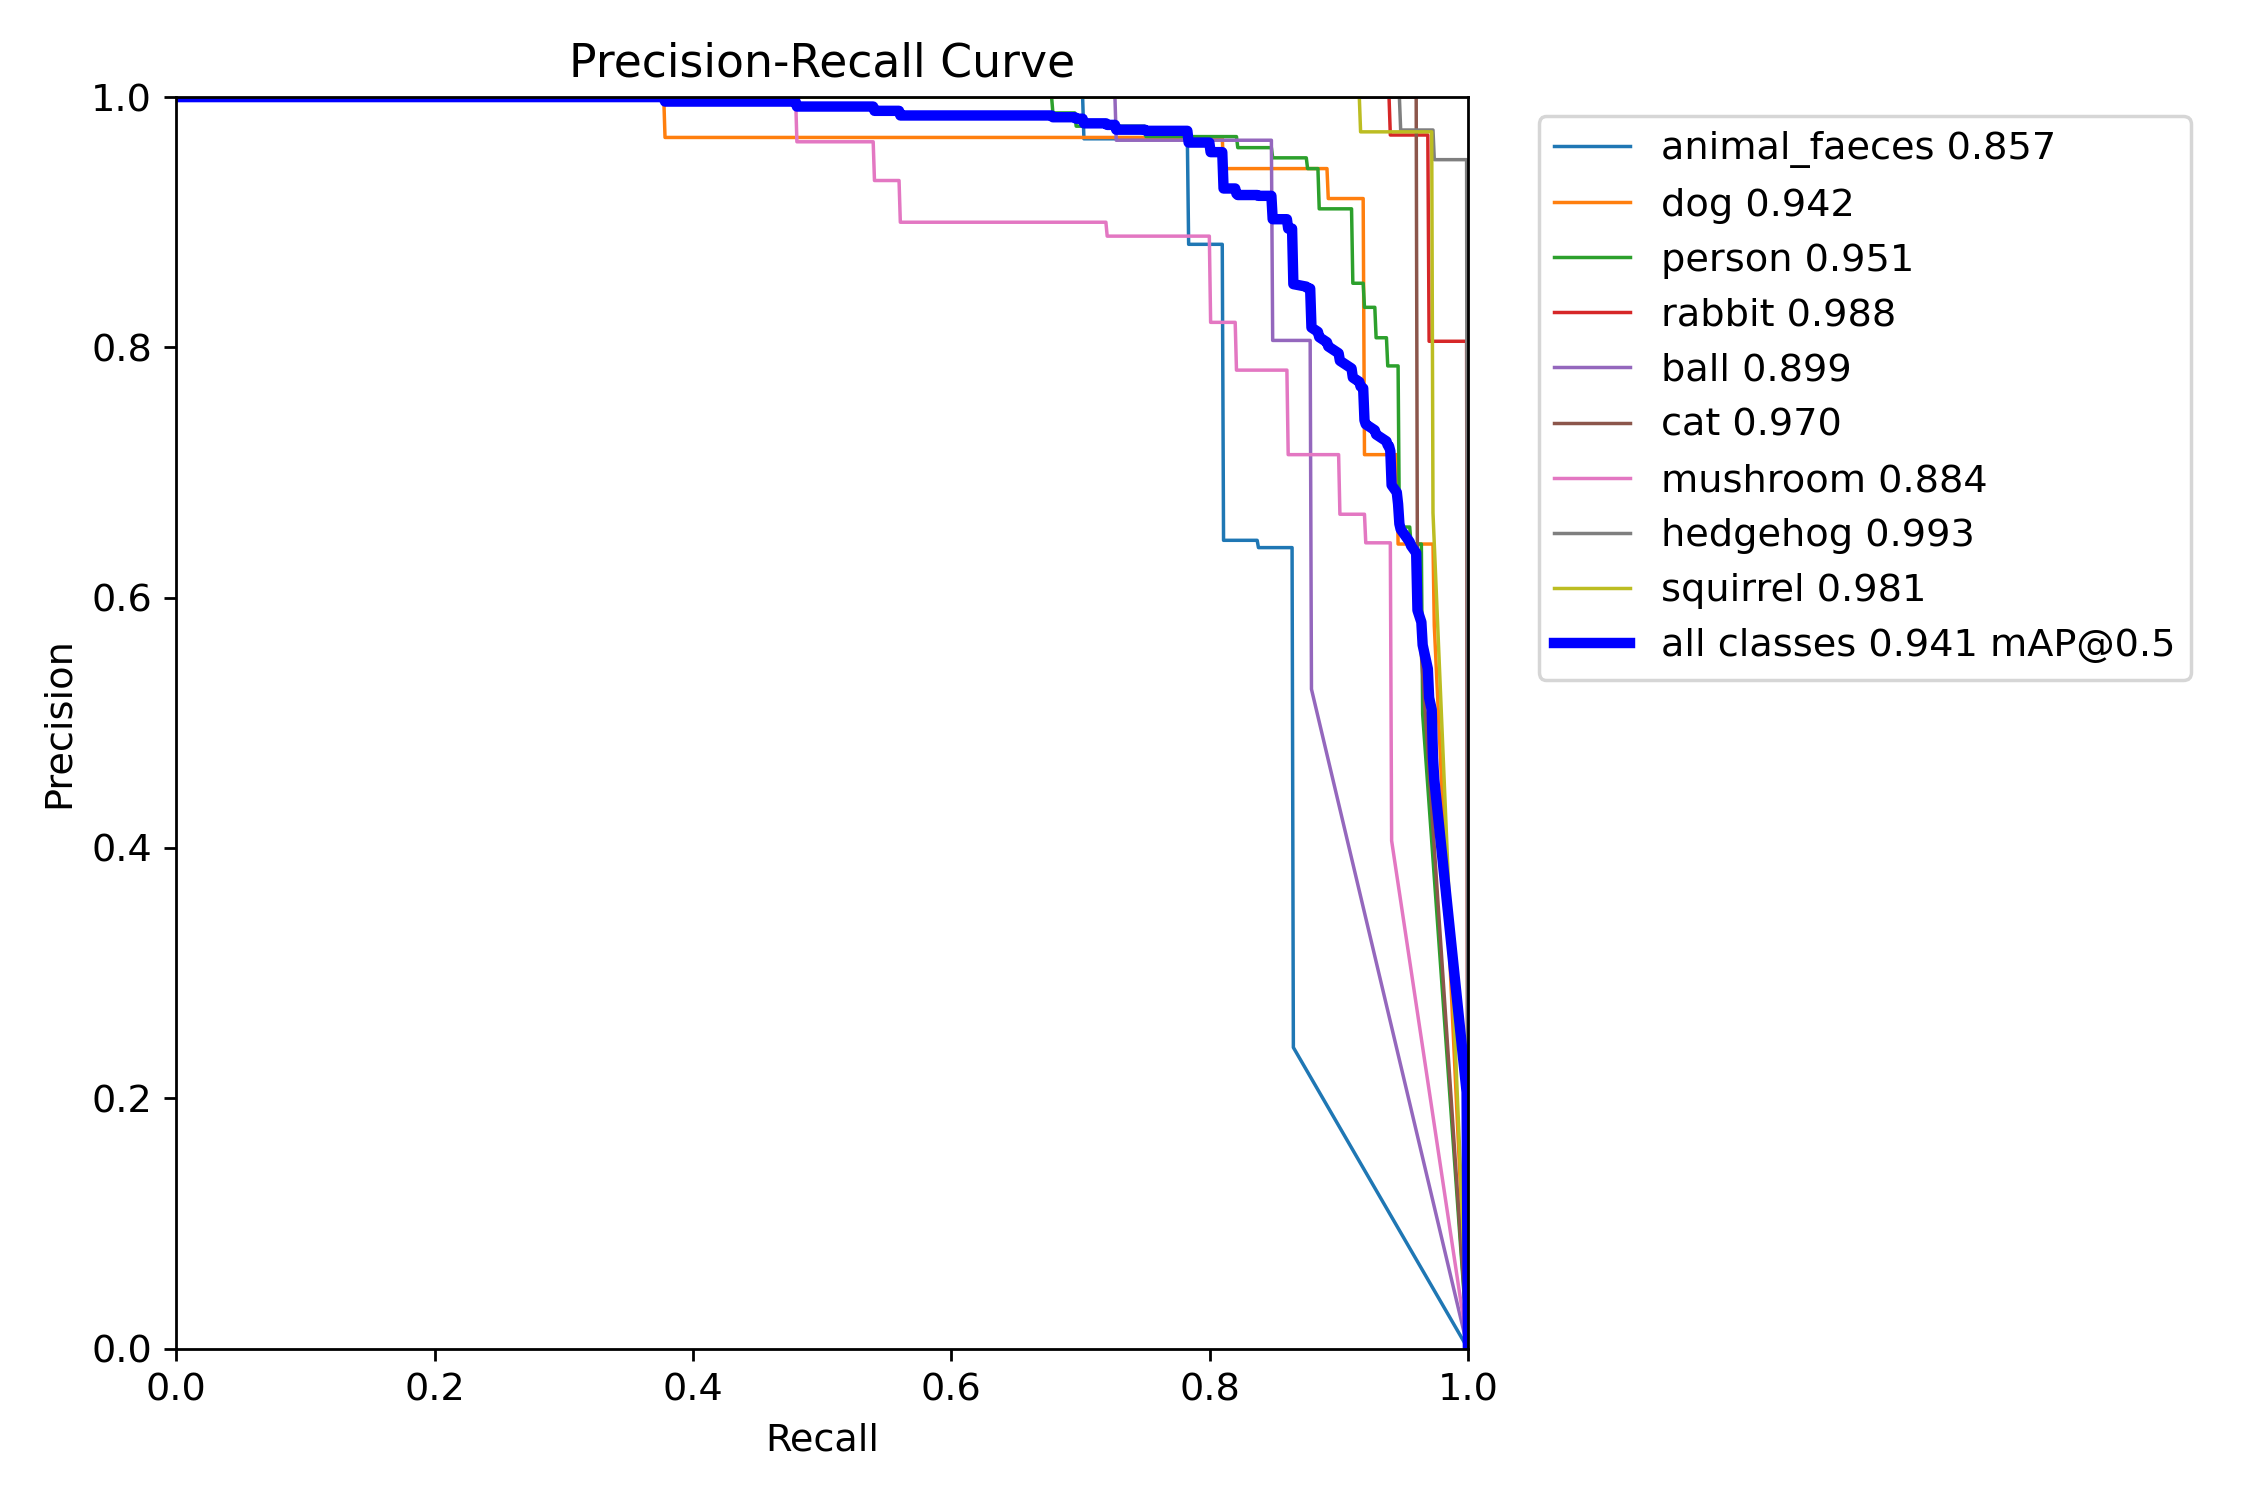 Precision-Recall Curve
1.0
0.8
0.6
0.4
0.2
0.0
Precision
0.0 0.2 0.4 0.6 0.8 1.0
Recall
animal_faeces 0.857
dog 0.942
person 0.951
rabbit 0.988
ball 0.899
cat 0.970
mushroom 0.884
hedgehog 0.993
squirrel 0.981
all classes 0.941 mAP@0.5